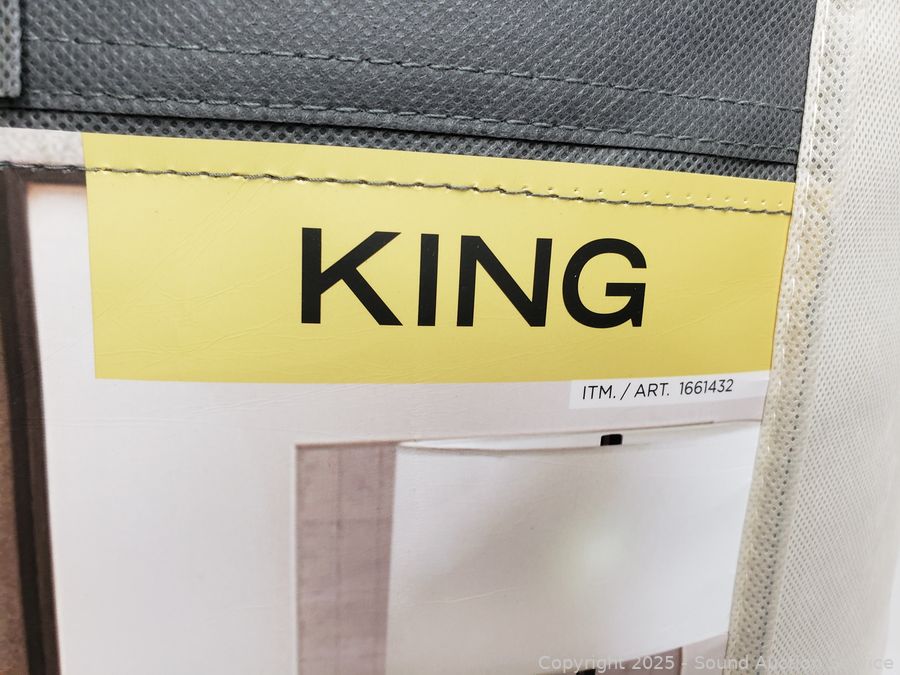 KING
ITM. / ART. 1661432
Copyright 2025 - Sound Auction Service